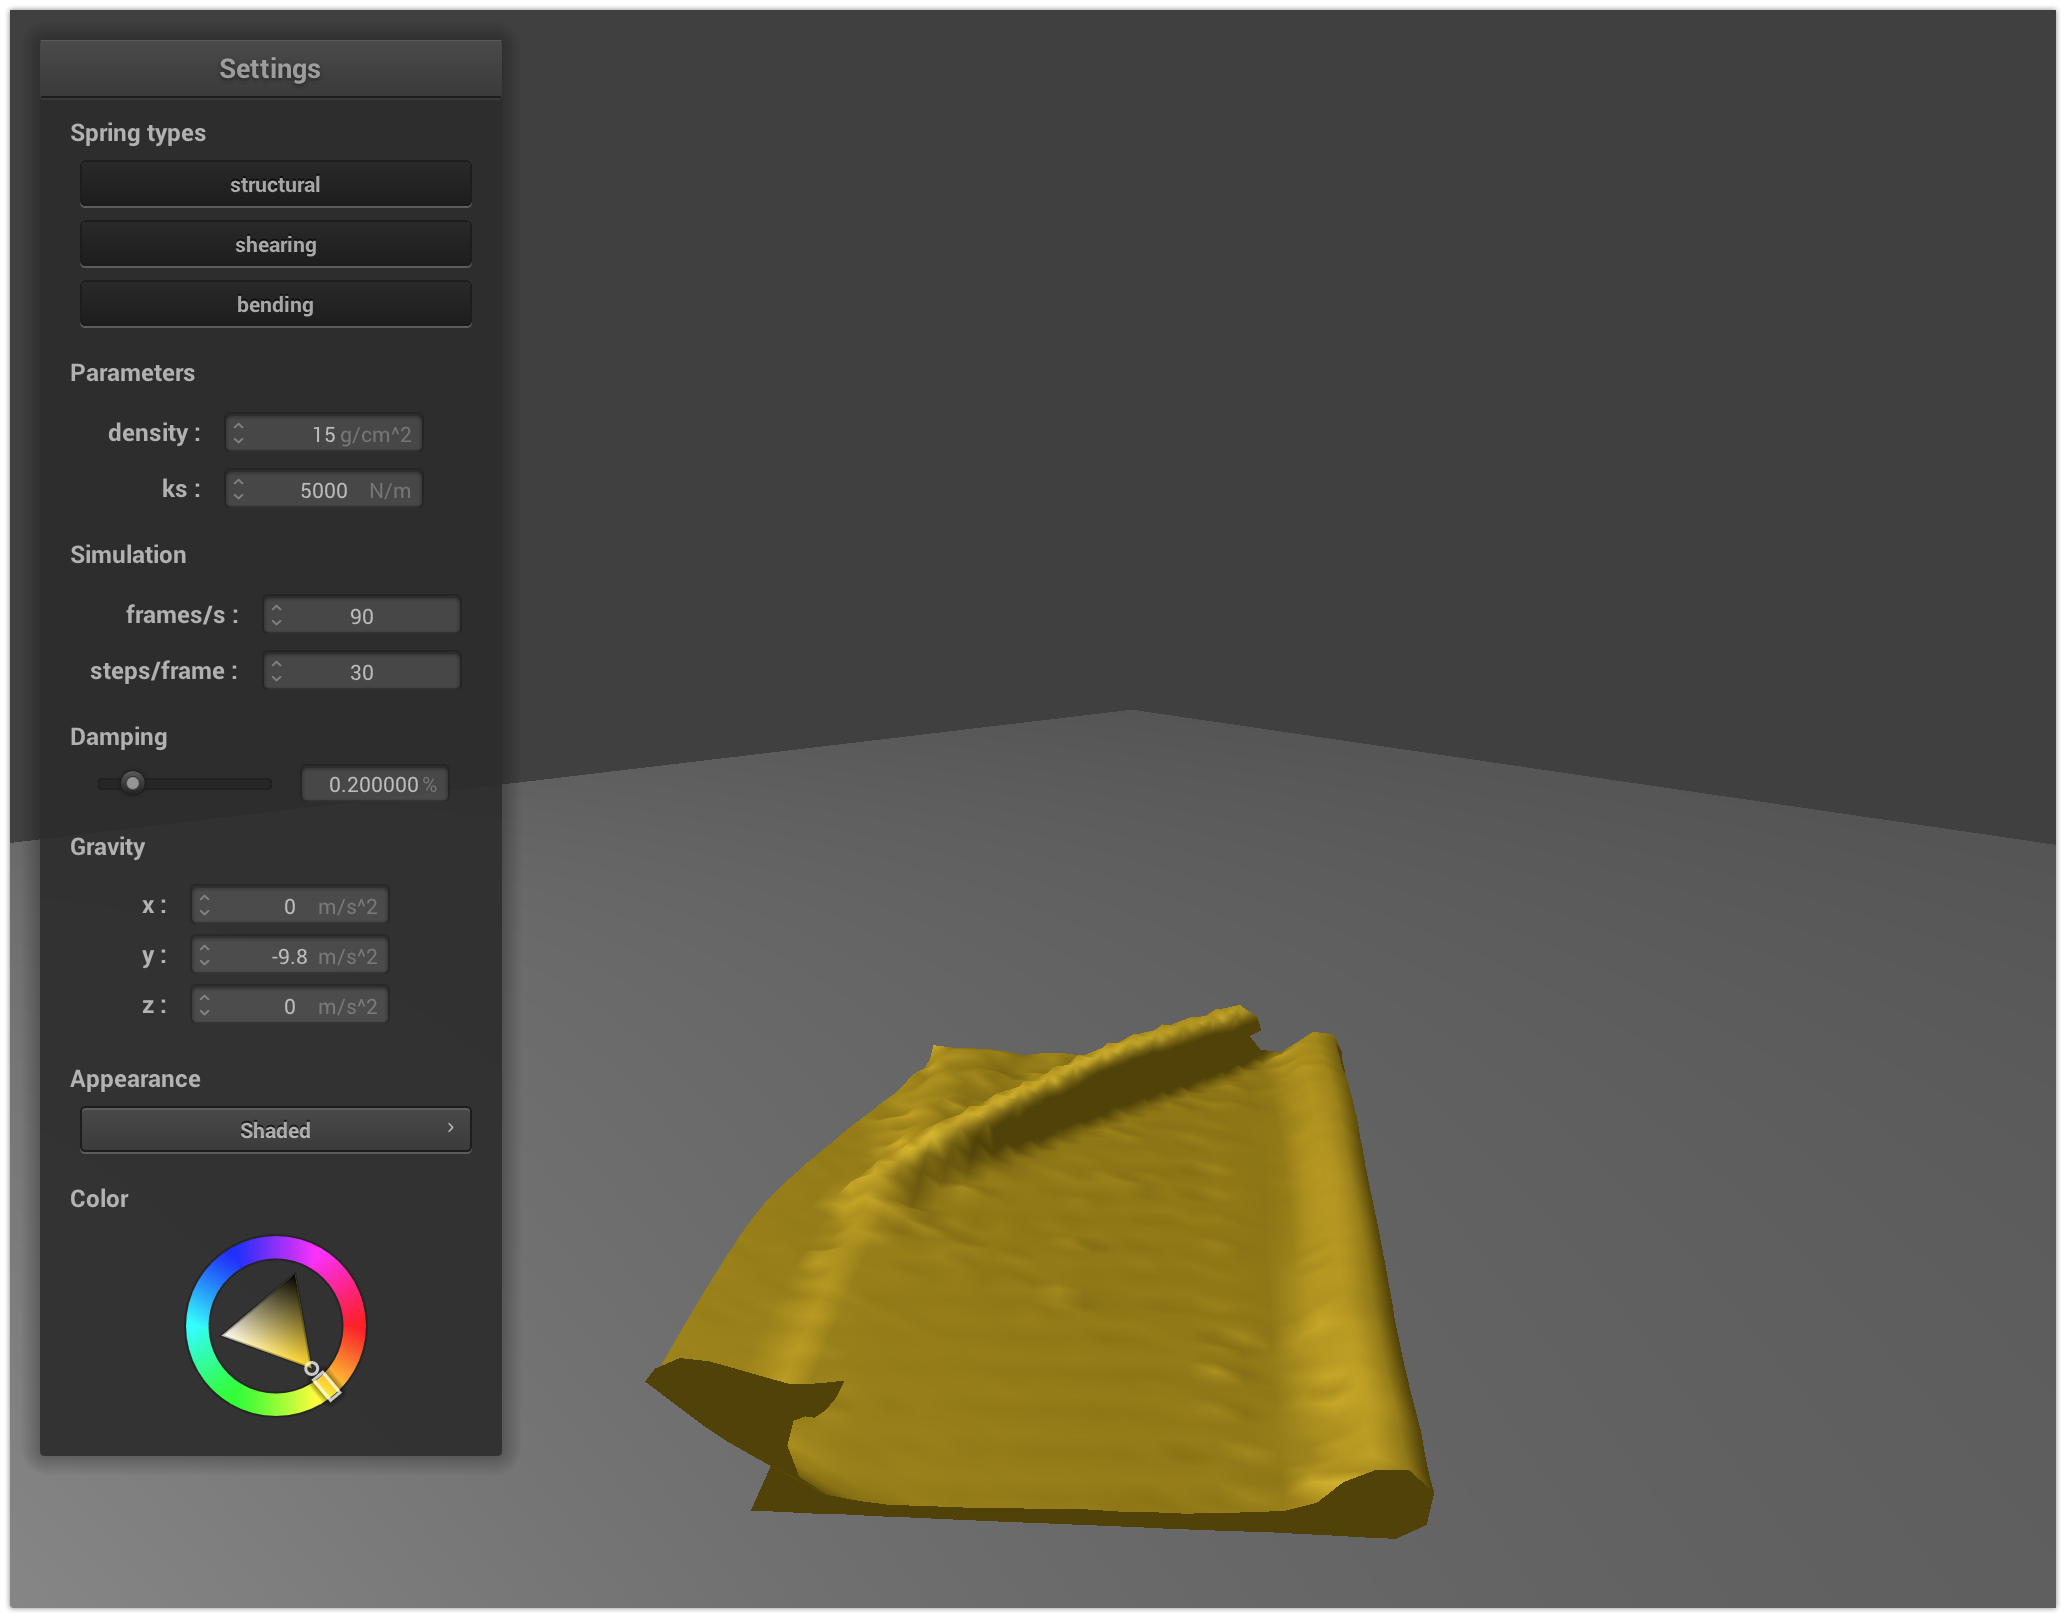 Settings
Spring types
structural
shearing
bending
Parameters
density : 15 g/cm^2
ks : 5000 N/m
Simulation
frames/s : 90
steps/frame : 30
Damping
0.200000 %
Gravity
x : 0 m/s^2
y : -9.8 m/s^2
z : 0 m/s^2
Appearance
Shaded
Color